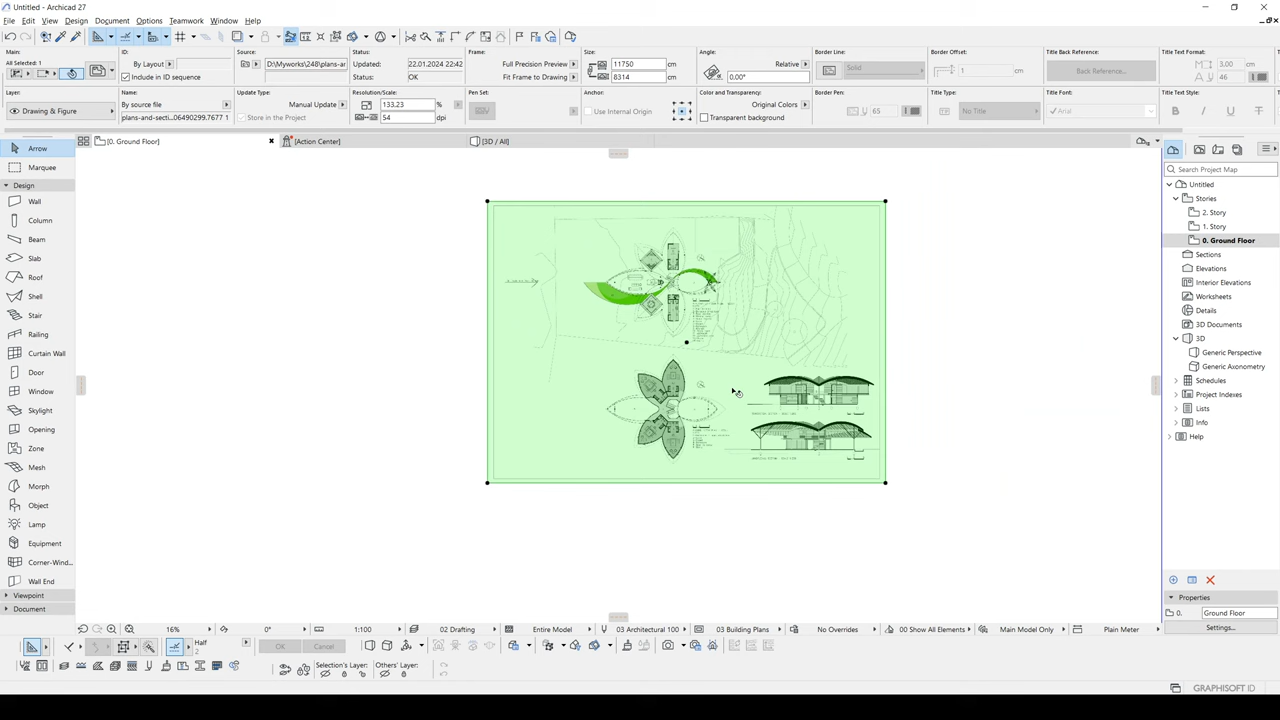 Untitled - Archicad 27
File Edit View Design Document Options Teamwork Window Help
Main:
All Selected: 1
ID:
By Layout
Include in ID sequence
Source:
D:\Myworks\248\plans-ar
Status:
Updated: 22.01.2024 22:42
Status: OK
Frame:
Full Precision Preview
Fit Frame to Drawing
Size:
11750 cm
8314 cm
Angle:
Relative
0.00°
Border Line:
Solid
Border Offset:
1 cm
Title Back Reference:
Back Reference...
Title Text Format:
3,00 cm
46
Layer:
Drawing & Figure
Name:
By source file
plans-and-secti...06490299.7677 1
Update Type:
Manual Update
Store in the Project
Resolution/Scale:
133.23 %
54 dpi
Pen Set:
Anchor:
Use Internal Origin
Color and Transparency:
Original Colors
Transparent background
Border Pen:
65
Title Type:
No Title
Title Font:
Arial
Title Text Style:
B I U T
[0. Ground Floor]
[Action Center]
[3D / All]
Arrow
Marquee
Design
Wall
Column
Beam
Slab
Roof
Shell
Stair
Railing
Curtain Wall
Door
Window
Skylight
Opening
Zone
Mesh
Morph
Object
Lamp
Equipment
Corner-Wind...
Wall End
Viewpoint
Document
Search Project Map
Untitled
Stories
2. Story
1. Story
0. Ground Floor
Sections
Elevations
Interior Elevations
Worksheets
Details
3D Documents
3D
Generic Perspective
Generic Axonometry
Schedules
Project Indexes
Lists
Info
Help
Properties
0. Ground Floor
Settings...
16% 0° 1:100 02 Drafting Entire Model 03 Architectural 100 03 Building Plans No Overrides 00 Show All Elements Main Model Only Plain Meter
Half
2
OK Cancel
Selection's Layer:
Others' Layer:
GRAPHISOFT ID